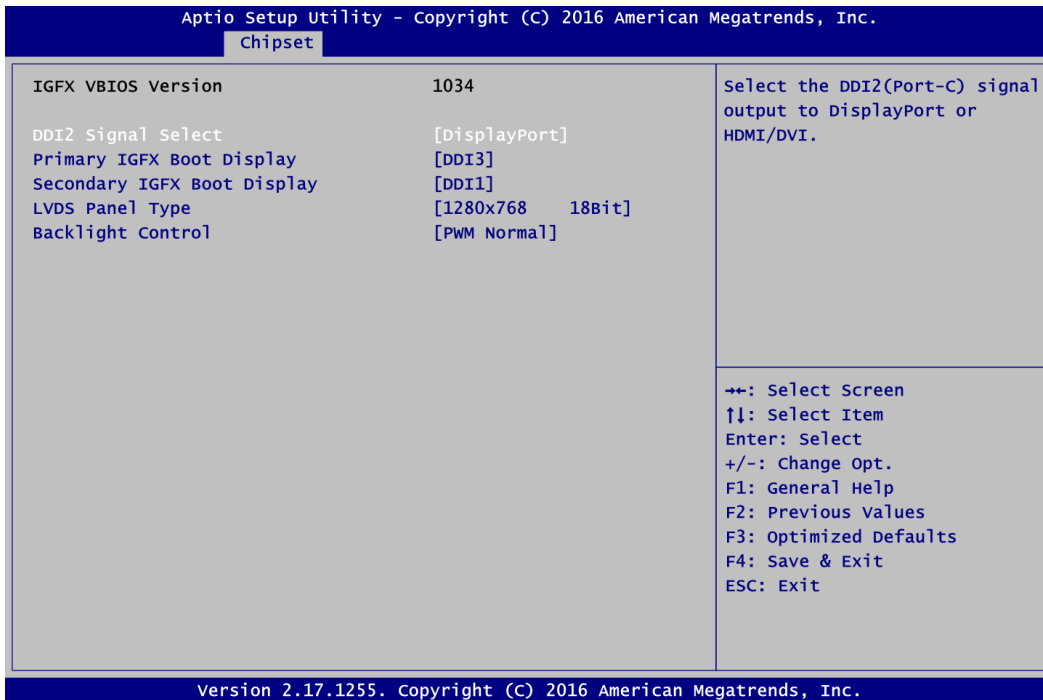 Aptio Setup Utility - Copyright (C) 2016 American Megatrends, Inc.
Chipset
IGFX VBIOS Version 1034
DDI2 Signal Select [DisplayPort]
Primary IGFX Boot Display [DDI3]
Secondary IGFX Boot Display [DDI1]
LVDS Panel Type [1280x768 18Bit]
Backlight Control [PWM Normal]
Select the DDI2(Port-C) signal
output to DisplayPort or
HDMI/DVI.
→←: Select Screen
↑↓: Select Item
Enter: Select
+/-: Change Opt.
F1: General Help
F2: Previous Values
F3: Optimized Defaults
F4: Save & Exit
ESC: Exit
Version 2.17.1255. Copyright (C) 2016 American Megatrends, Inc.